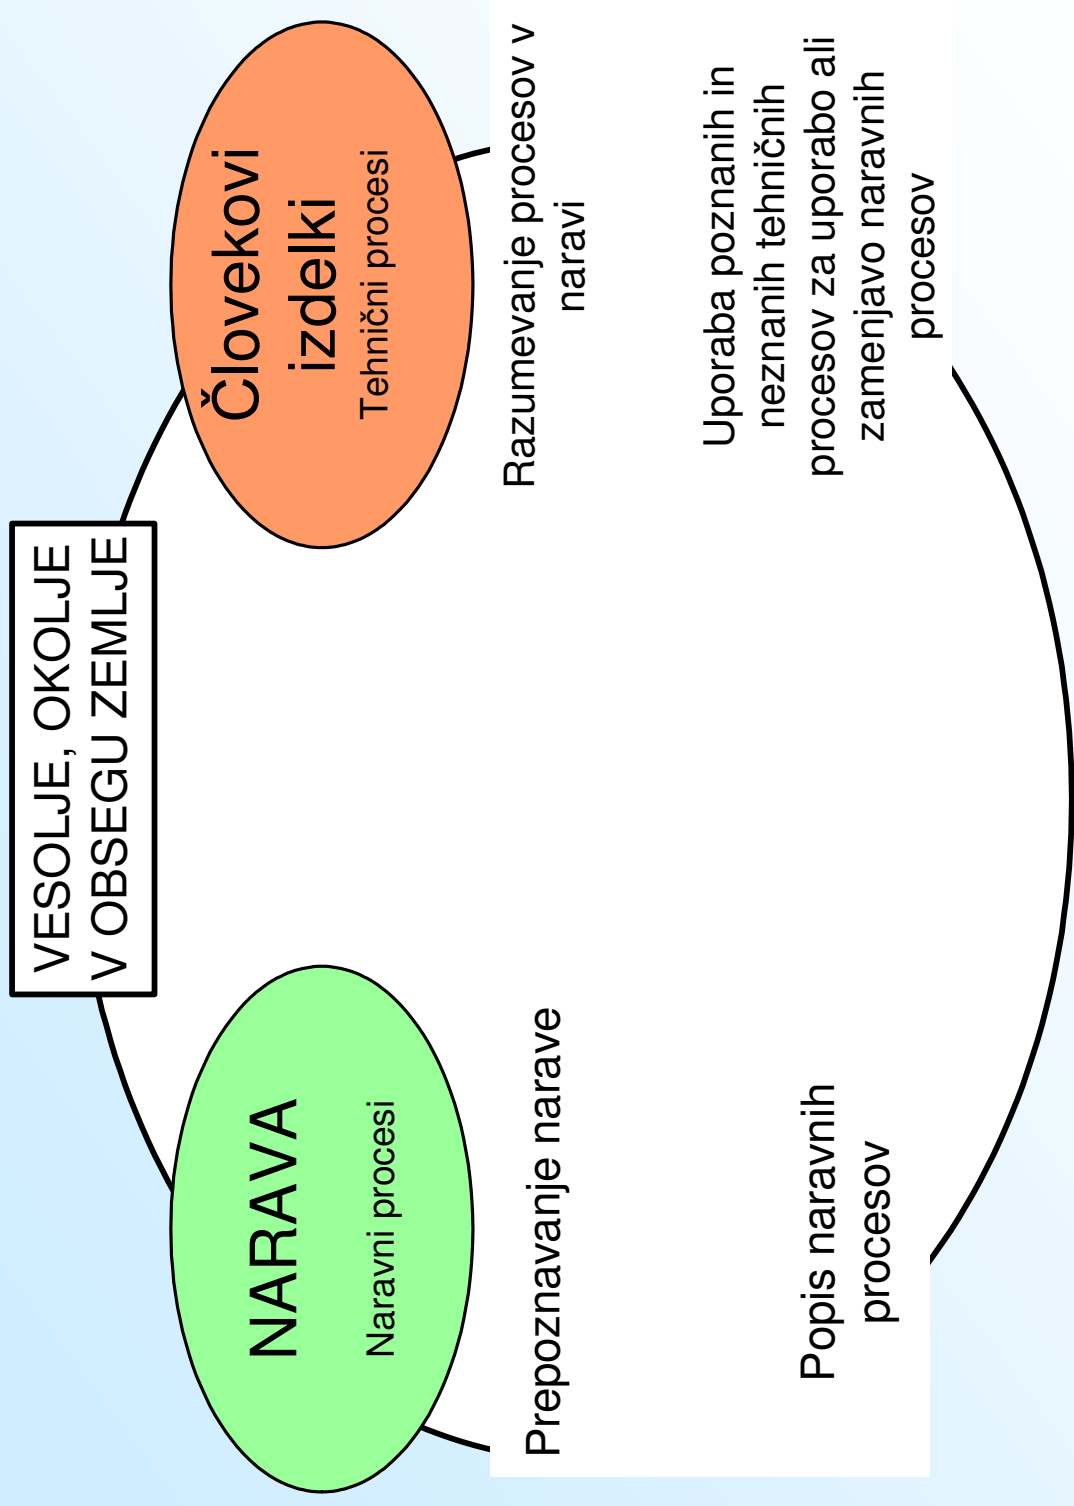 VESOLJE, OKOLJE
V OBSEGU ZEMLJE
NARAVA
Naravni procesi
Človekovi
izdelki
Tehnični procesi
Prepoznavanje narave
Razumevanje procesov v
naravi
Popis naravnih
procesov
Uporaba poznanih in
neznanih tehničnih
procesov za uporabo ali
zamenjavo naravnih
procesov